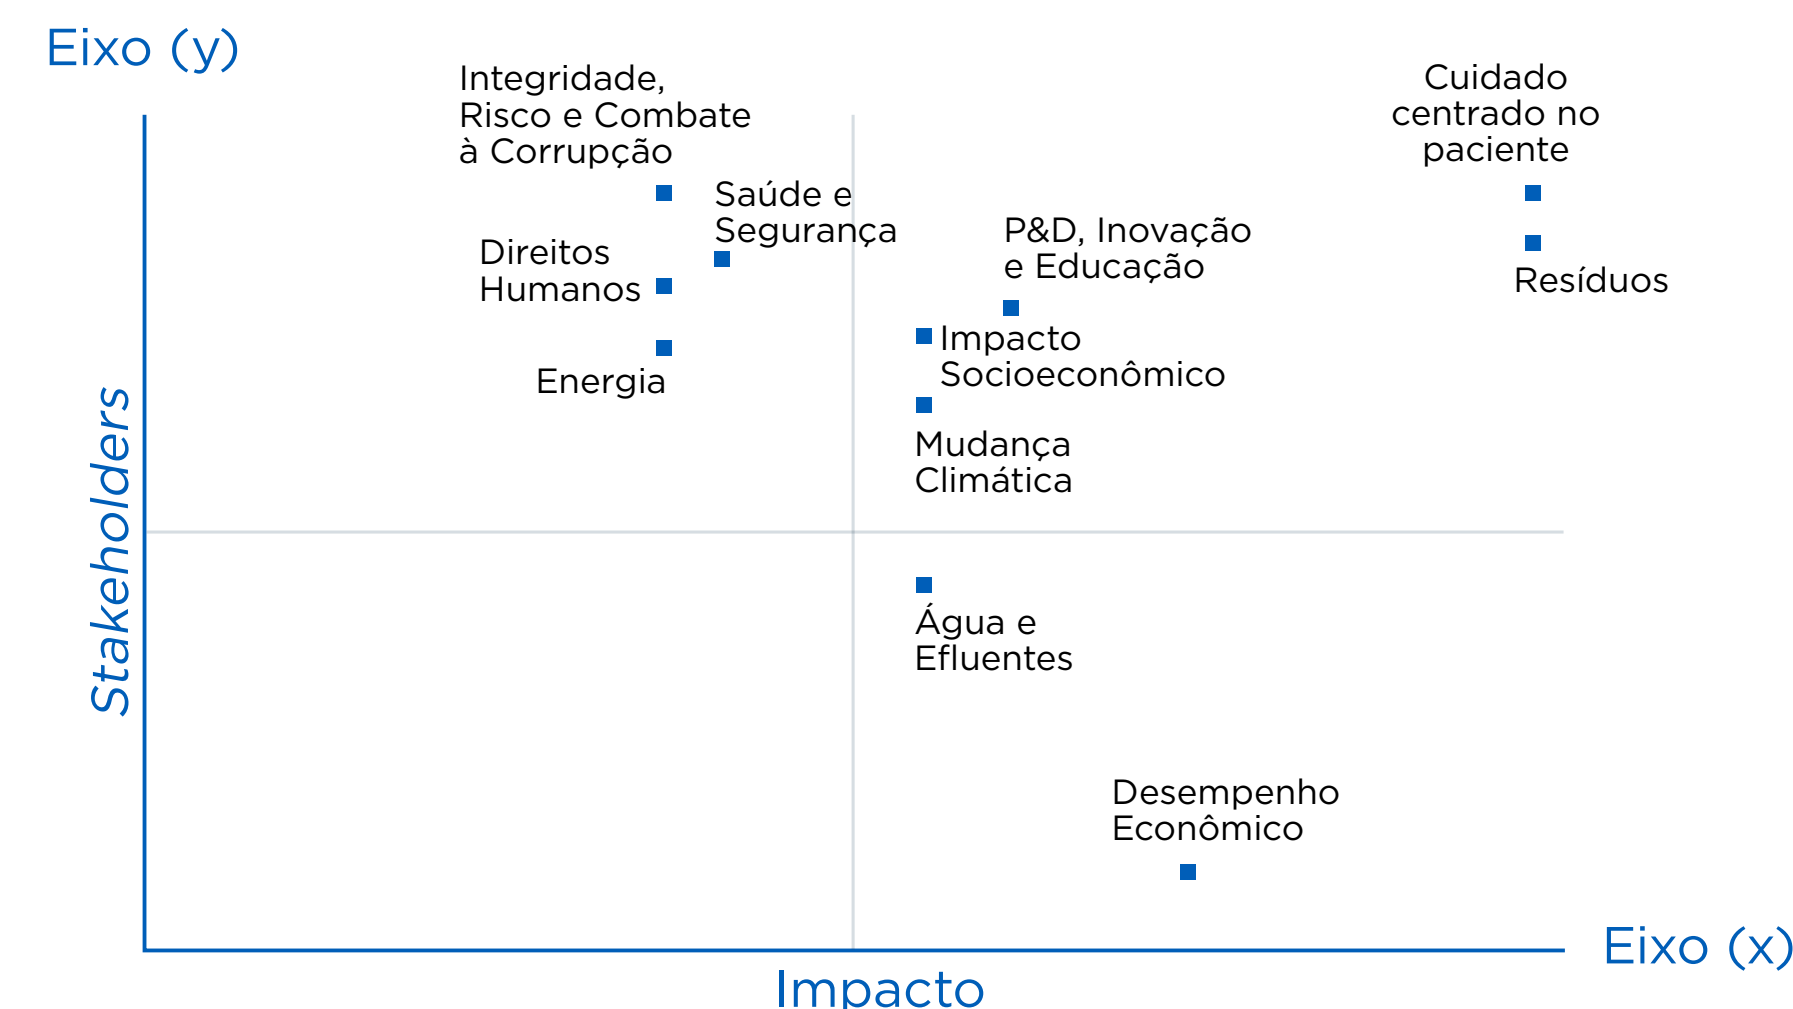 Eixo (y)
Integridade,
Risco e Combate
à Corrupção
Cuidado
centrado no
paciente
Saúde e
Segurança
P&D, Inovação
e Educação
Direitos
Humanos
Resíduos
Impacto
Socioeconômico
Energia
Mudança
Climática
Stakeholders
Água e
Efluentes
Desempenho
Econômico
Eixo (x)
Impacto